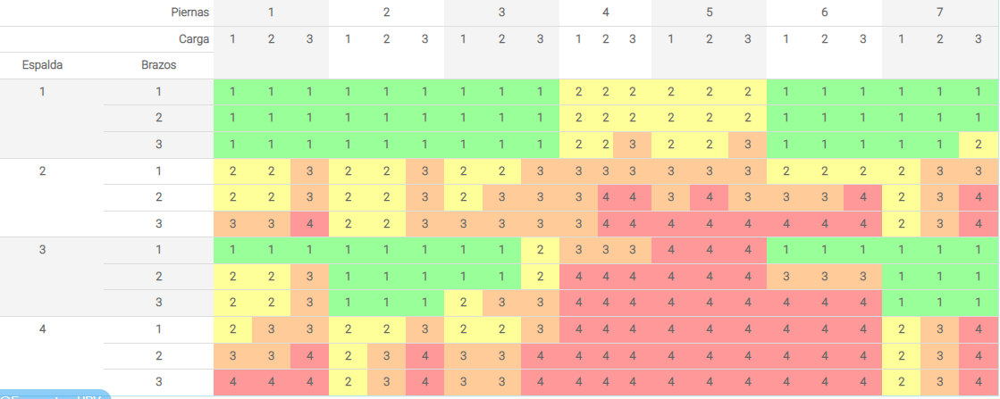 Piernas 1 2 3 4 5 6 7
Carga 1 2 3 1 2 3 1 2 3 1 2 3 1 2 3 1 2 3 1 2 3
Espalda Brazos
1 1 1 1 1 1 1 1 1 1 1 2 2 2 2 2 2 1 1 1 1 1 1
2 1 1 1 1 1 1 1 1 1 2 2 2 2 2 2 1 1 1 1 1 1
3 1 1 1 1 1 1 1 1 1 2 2 3 2 2 3 1 1 1 1 1 2
2 1 2 2 3 2 2 3 2 2 3 3 3 3 3 3 3 2 2 2 2 3 3
2 2 2 3 2 2 3 2 3 3 3 4 4 3 4 3 3 3 4 2 3 4
3 3 3 4 2 2 3 3 3 3 3 4 4 4 4 4 4 4 4 2 3 4
3 1 1 1 1 1 1 1 1 1 2 3 3 3 4 4 4 1 1 1 1 1 1
2 2 2 3 1 1 1 1 1 2 4 4 4 4 4 4 3 3 3 1 1 1
3 2 2 3 1 1 1 2 3 3 4 4 4 4 4 4 4 4 4 1 1 1
4 1 2 3 3 2 2 3 2 2 3 4 4 4 4 4 4 4 4 4 2 3 4
2 3 3 4 2 3 4 3 3 4 4 4 4 4 4 4 4 4 4 2 3 4
3 4 4 4 2 3 4 3 3 4 4 4 4 4 4 4 4 4 4 2 3 4